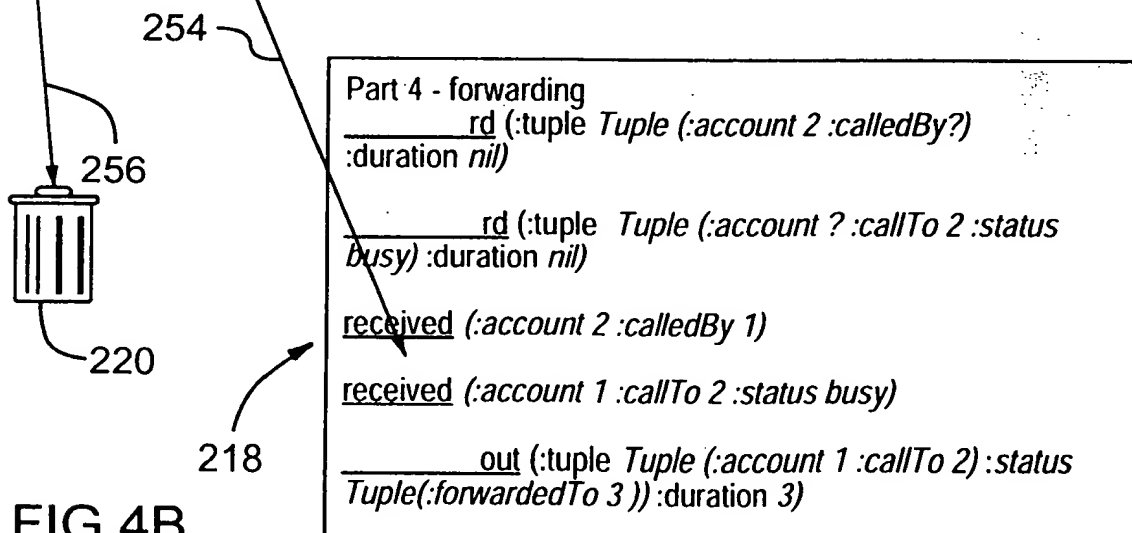 254
Part 4 - forwarding
rd (:tuple Tuple (:account 2 :calledBy?)
:duration nil)
256
rd (:tuple Tuple (:account ? :callTo 2 :status
busy) :duration nil)
received (:account 2 :calledBy 1)
220
received (:account 1 :callTo 2 :status busy)
218
out (:tuple Tuple (:account 1 :callTo 2) :status
Tuple(:forwardedTo 3 )) :duration 3)
FIG 4B